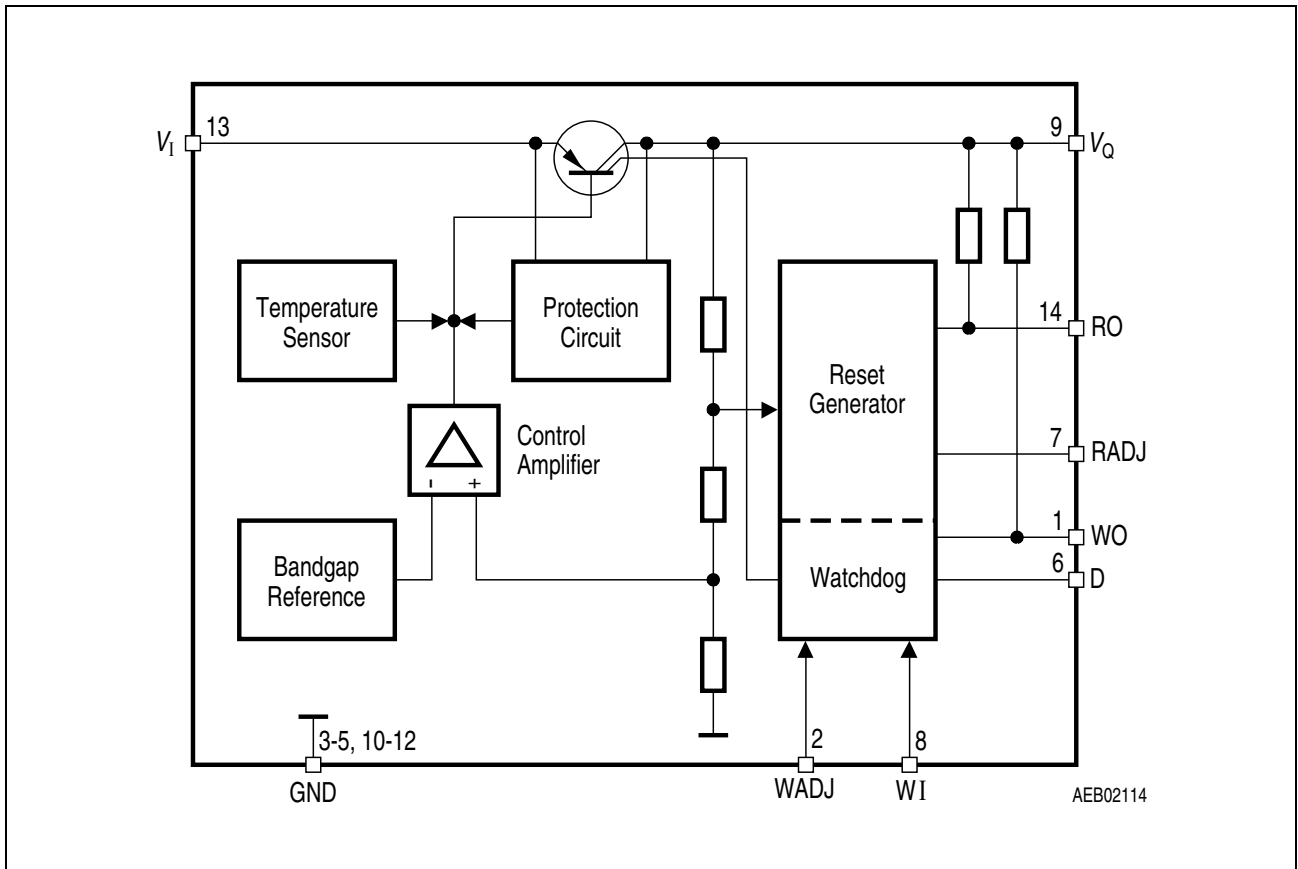 13
V_I
9
V_Q
Temperature
Sensor
Protection
Circuit
14
RO
Reset
Generator
Control
Amplifier
- +
7
RADJ
1
WO
Bandgap
Reference
Watchdog
6
D
3-5, 10-12
GND
2
WADJ
8
WI
AEB02114